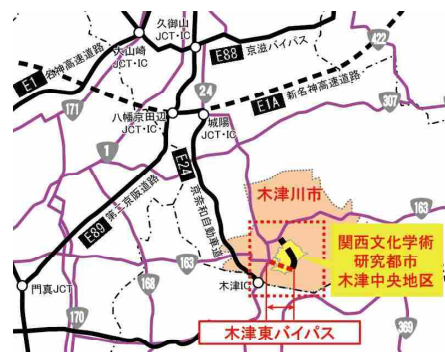 久御山
JCT・IC
大山崎
JCT・IC
E88 京滋バイパス
422
E1 名神高速道路
171
24
E1A 新名神高速道路
307
八幡京田辺
JCT・IC
城陽
JCT・IC
1
E24 京奈和自動車道
木津川市
163
E89 第二京阪道路
関西文化学術
研究都市
木津中央地区
163
門真JCT
168
木津IC
170
木津東バイパス
369